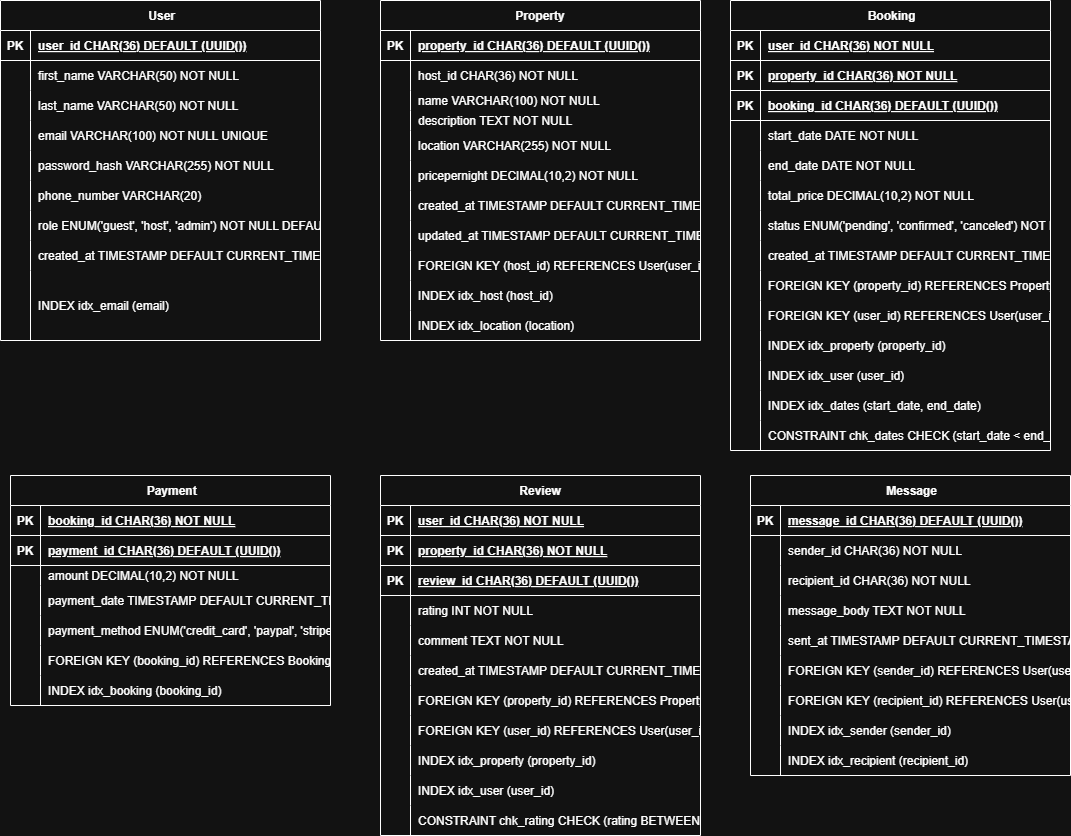 User
PK user_id CHAR(36) DEFAULT (UUID())
first_name VARCHAR(50) NOT NULL
last_name VARCHAR(50) NOT NULL
email VARCHAR(100) NOT NULL UNIQUE
password_hash VARCHAR(255) NOT NULL
phone_number VARCHAR(20)
role ENUM('guest', 'host', 'admin') NOT NULL DEFAU
created_at TIMESTAMP DEFAULT CURRENT_TIME
INDEX idx_email (email)
Property
PK property_id CHAR(36) DEFAULT (UUID())
host_id CHAR(36) NOT NULL
name VARCHAR(100) NOT NULL
description TEXT NOT NULL
location VARCHAR(255) NOT NULL
pricepernight DECIMAL(10,2) NOT NULL
created_at TIMESTAMP DEFAULT CURRENT_TIME
updated_at TIMESTAMP DEFAULT CURRENT_TIME
FOREIGN KEY (host_id) REFERENCES User(user_i
INDEX idx_host (host_id)
INDEX idx_location (location)
Booking
PK user_id CHAR(36) NOT NULL
PK property_id CHAR(36) NOT NULL
PK booking_id CHAR(36) DEFAULT (UUID())
start_date DATE NOT NULL
end_date DATE NOT NULL
total_price DECIMAL(10,2) NOT NULL
status ENUM('pending', 'confirmed', 'canceled') NOT
created_at TIMESTAMP DEFAULT CURRENT_TIME
FOREIGN KEY (property_id) REFERENCES Propert
FOREIGN KEY (user_id) REFERENCES User(user_i
INDEX idx_property (property_id)
INDEX idx_user (user_id)
INDEX idx_dates (start_date, end_date)
CONSTRAINT chk_dates CHECK (start_date < end_
Payment
PK booking_id CHAR(36) NOT NULL
PK payment_id CHAR(36) DEFAULT (UUID())
amount DECIMAL(10,2) NOT NULL
payment_date TIMESTAMP DEFAULT CURRENT_TI
payment_method ENUM('credit_card', 'paypal', 'stripe
FOREIGN KEY (booking_id) REFERENCES Booking
INDEX idx_booking (booking_id)
Review
PK user_id CHAR(36) NOT NULL
PK property_id CHAR(36) NOT NULL
PK review_id CHAR(36) DEFAULT (UUID())
rating INT NOT NULL
comment TEXT NOT NULL
created_at TIMESTAMP DEFAULT CURRENT_TIME
FOREIGN KEY (property_id) REFERENCES Propert
FOREIGN KEY (user_id) REFERENCES User(user_i
INDEX idx_property (property_id)
INDEX idx_user (user_id)
CONSTRAINT chk_rating CHECK (rating BETWEEN
Message
PK message_id CHAR(36) DEFAULT (UUID())
sender_id CHAR(36) NOT NULL
recipient_id CHAR(36) NOT NULL
message_body TEXT NOT NULL
sent_at TIMESTAMP DEFAULT CURRENT_TIMESTA
FOREIGN KEY (sender_id) REFERENCES User(use
FOREIGN KEY (recipient_id) REFERENCES User(us
INDEX idx_sender (sender_id)
INDEX idx_recipient (recipient_id)